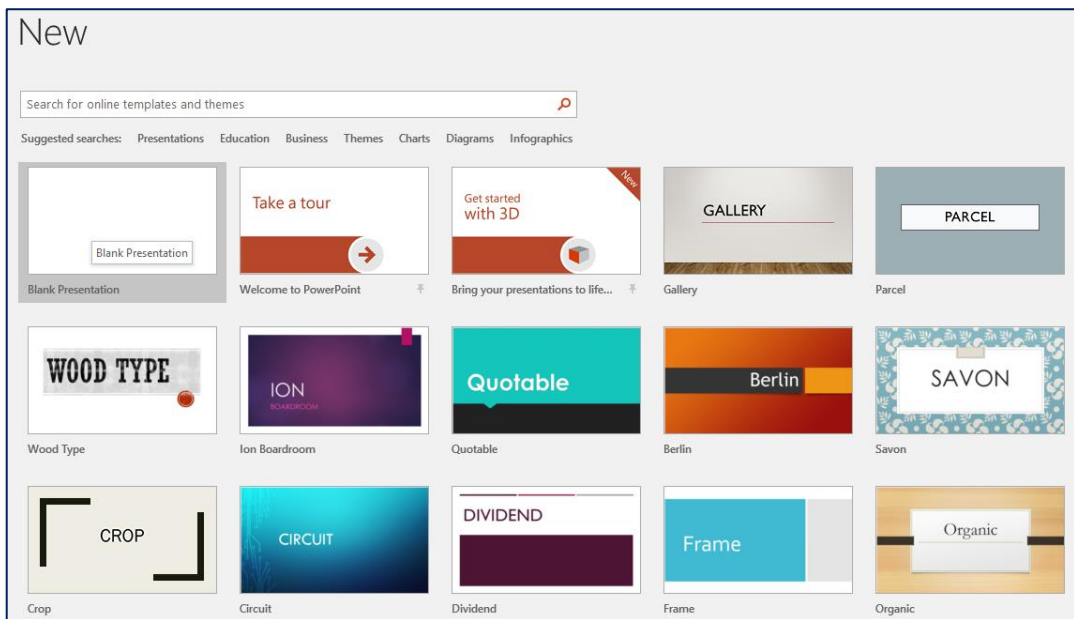 New
Search for online templates and themes
Suggested searches: Presentations Education Business Themes Charts Diagrams Infographics
Blank Presentation
Blank Presentation
Take a tour
Welcome to PowerPoint
New
Get started
with 3D
Bring your presentations to life...
GALLERY
Gallery
PARCEL
Parcel
WOOD TYPE
Wood Type
ION
BOARDROOM
Ion Boardroom
Quotable
Quotable
Berlin
Berlin
SAVON
Savon
CROP
Crop
CIRCUIT
Circuit
DIVIDEND
Dividend
Frame
Frame
Organic
Organic